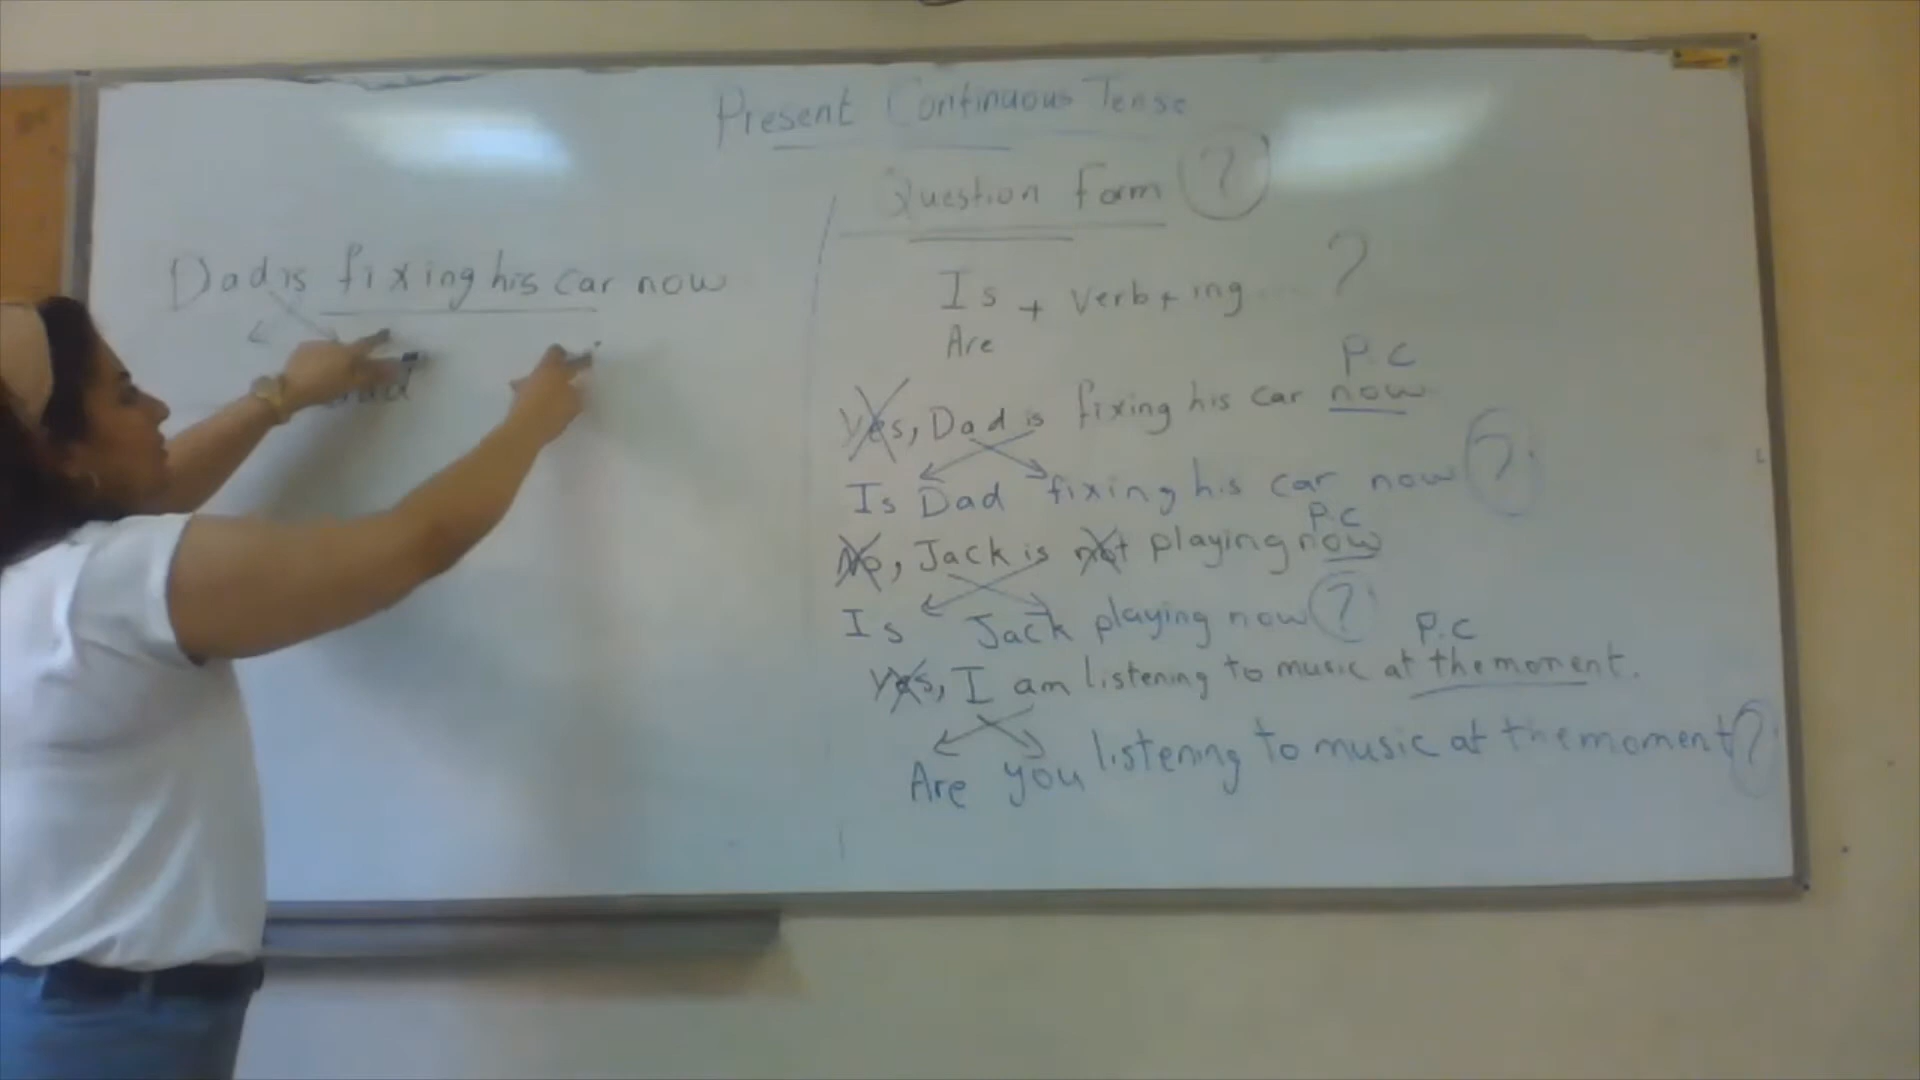 Present Continuous Tense
Question form ?
Dad is fixing his car now
Dad
Is + verb + ing ... ?
Are
P.C
Yes, Dad is fixing his car now
Is Dad fixing his car now ?
P.C
No, Jack is not playing now
Is Jack playing now ?
P.C
Yes, I am listening to music at the moment.
Are you listening to music at the moment ?